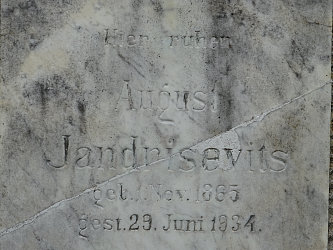 Hier ruhen
August
Jandrisevits
geb. 1. Nov. 1865
gest. 29. Juni 1934.